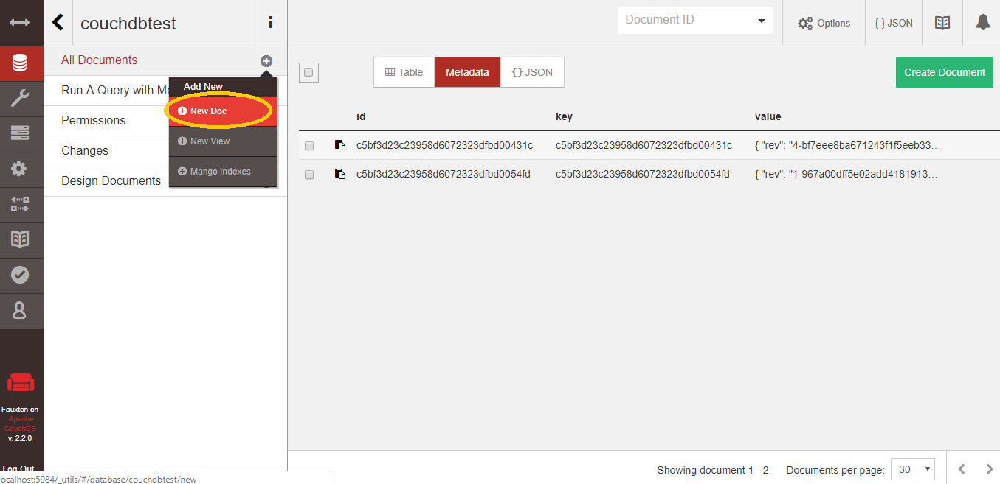 couchdbtest
Document ID
Options
{ } JSON
All Documents
Run A Query with Ma
Permissions
Changes
Design Documents
Add New
New Doc
New View
Mango Indexes
Table
Metadata
{ } JSON
Create Document
id key value
c5bf3d23c23958d6072323dfbd00431c c5bf3d23c23958d6072323dfbd00431c { "rev": "4-bf7eee8ba671243f1f5eeb33...
c5bf3d23c23958d6072323dfbd0054fd c5bf3d23c23958d6072323dfbd0054fd { "rev": "1-967a00dff5e02add4181913...
Fauxton on
Apache
CouchDB
v. 2.2.0
Log Out
Showing document 1 - 2. Documents per page: 30
ocalhost:5984/_utils/#/database/couchdbtest/new